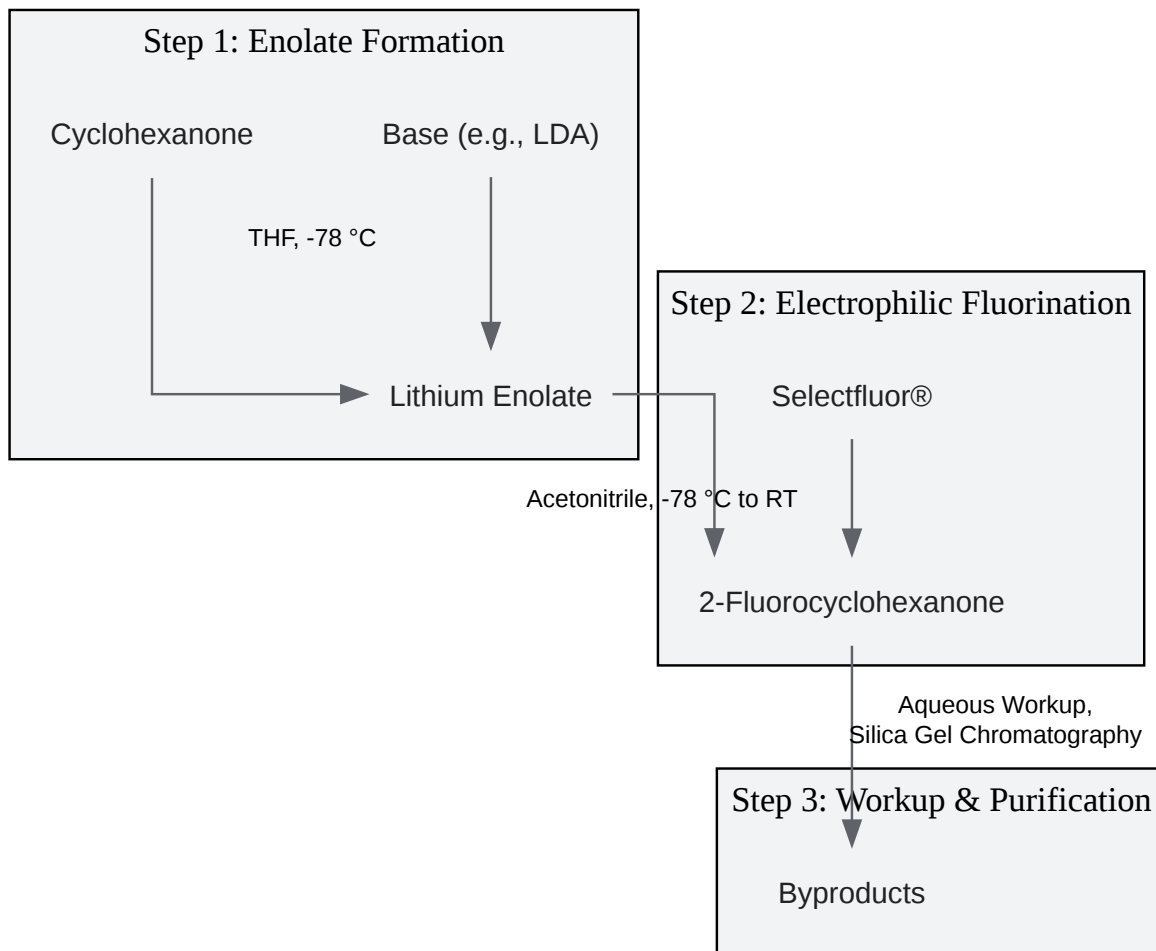 Step 1: Enolate Formation
Cyclohexanone
Base (e.g., LDA)
THF, -78 °C
Lithium Enolate
Step 2: Electrophilic Fluorination
Selectfluor®
Acetonitrile, -78 °C to RT
2-Fluorocyclohexanone
Aqueous Workup,
Silica Gel Chromatography
Step 3: Workup & Purification
Byproducts